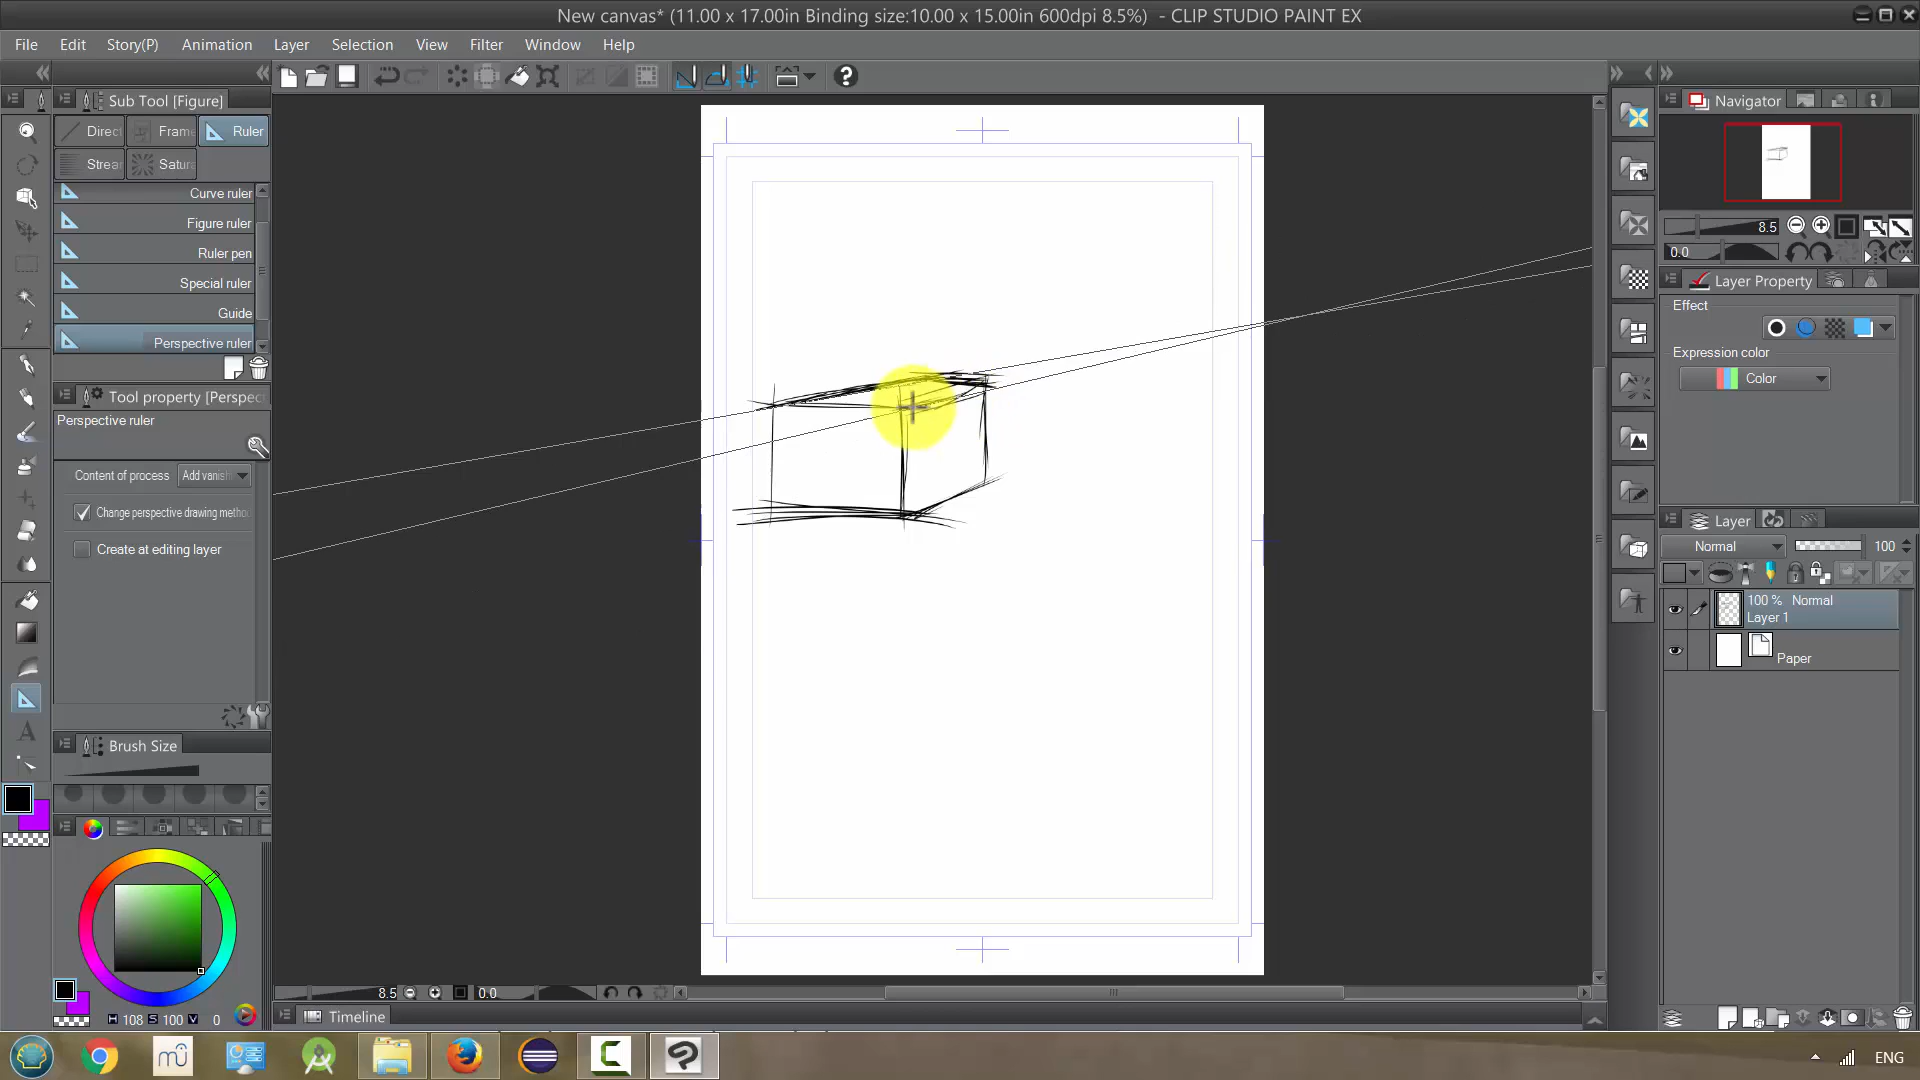 New canvas* (11.00 x 17.00in Binding size:10.00 x 15.00in 600dpi 8.5%) - CLIP STUDIO PAINT EX
File Edit Story(P) Animation Layer Selection View Filter Window Help
Sub Tool [Figure]
Direct Frame Ruler
Strea Satura
Curve ruler
Figure ruler
Ruler pen
Special ruler
Guide
Perspective ruler
Tool property [Perspec
Perspective ruler
Content of process Add vanish
Change perspective drawing metho
Create at editing layer
Brush Size
H 108 S 100 V 0
8.5 0.0
Timeline
Navigator
8.5
0.0
Layer Property
Effect
Expression color
Color
Layer
Normal 100
100 % Normal
Layer 1
Paper
mu
C
ENG